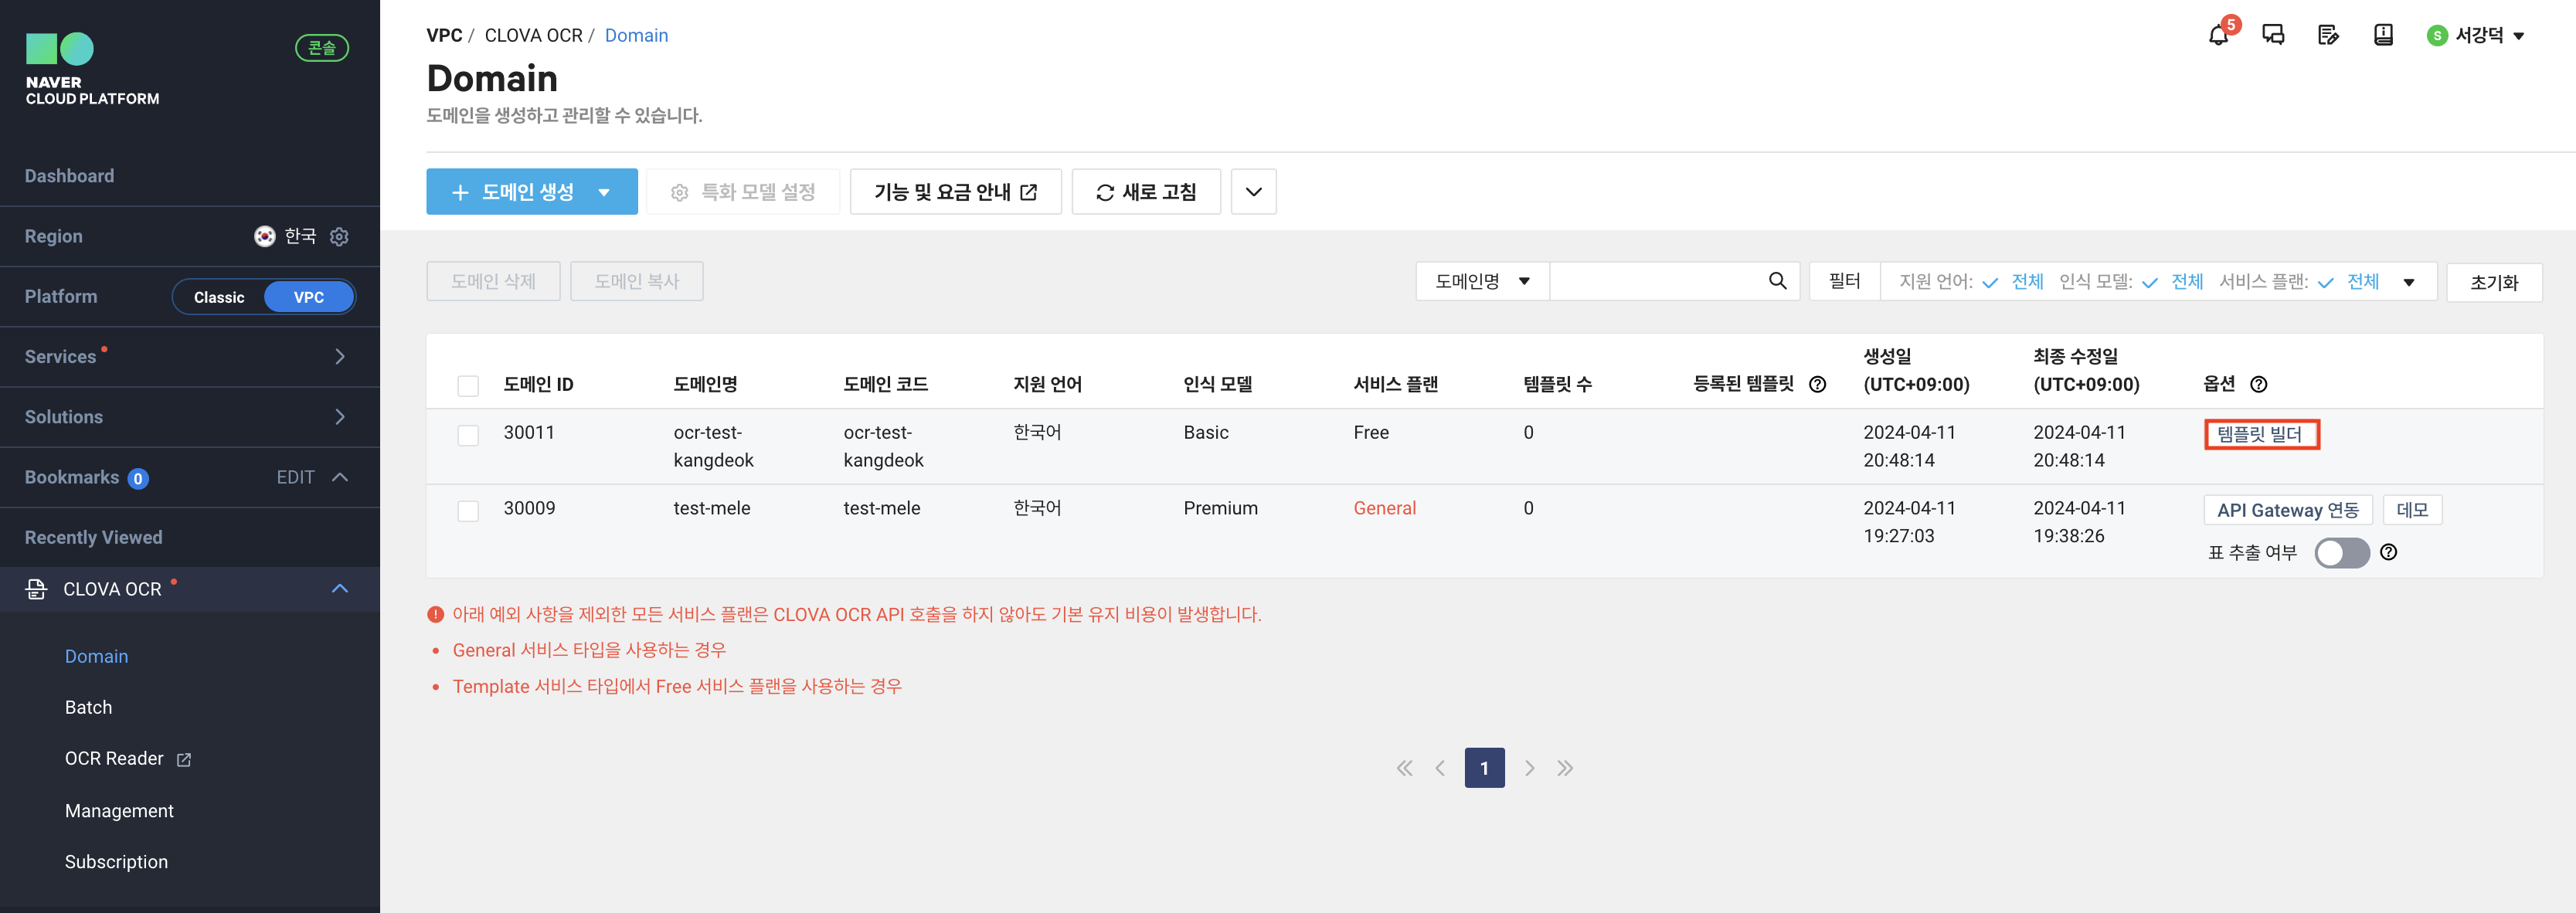 NAVER
CLOUD PLATFORM
콘솔
Dashboard
Region 한국
Platform Classic VPC
Services
Solutions
Bookmarks 0 EDIT
Recently Viewed
CLOVA OCR
Domain
Batch
OCR Reader
Management
Subscription
VPC / CLOVA OCR / Domain
5
S 서강덕
Domain
도메인을 생성하고 관리할 수 있습니다.
+ 도메인 생성 특화 모델 설정 기능 및 요금 안내 새로 고침
도메인 삭제 도메인 복사 도메인명 필터 지원 언어: 전체 인식 모델: 전체 서비스 플랜: 전체 초기화
도메인 ID 도메인명 도메인 코드 지원 언어 인식 모델 서비스 플랜 템플릿 수 등록된 템플릿 ? 생성일 (UTC+09:00) 최종 수정일 (UTC+09:00) 옵션 ?
30011 ocr-test-kangdeok ocr-test-kangdeok 한국어 Basic Free 0 2024-04-11 20:48:14 2024-04-11 20:48:14 템플릿 빌더
30009 test-mele test-mele 한국어 Premium General 0 2024-04-11 19:27:03 2024-04-11 19:38:26 API Gateway 연동 데모
표 추출 여부 ?
! 아래 예외 사항을 제외한 모든 서비스 플랜은 CLOVA OCR API 호출을 하지 않아도 기본 유지 비용이 발생합니다.
• General 서비스 타입을 사용하는 경우
• Template 서비스 타입에서 Free 서비스 플랜을 사용하는 경우
1